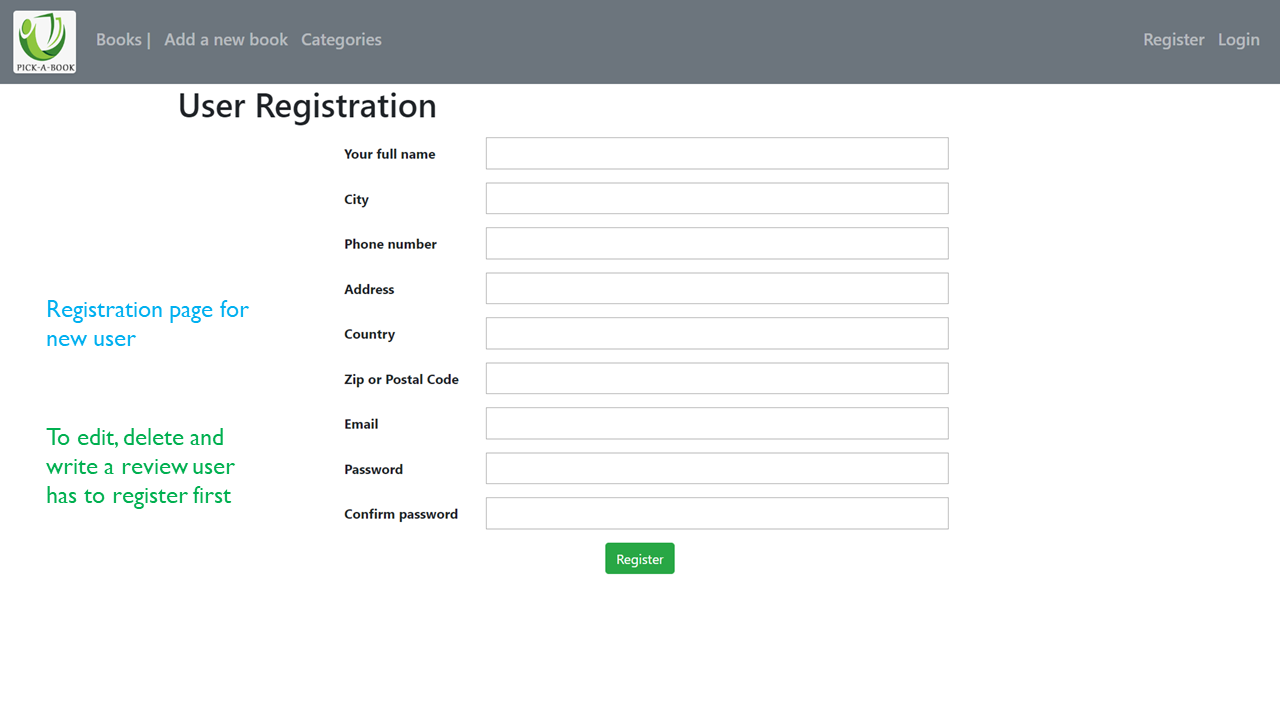 PICK-A-BOOK
Books | Add a new book Categories
Register Login
User Registration
Your full name
City
Phone number
Address
Country
Zip or Postal Code
Email
Password
Confirm password
Register
Registration page for
new user
To edit, delete and
write a review user
has to register first